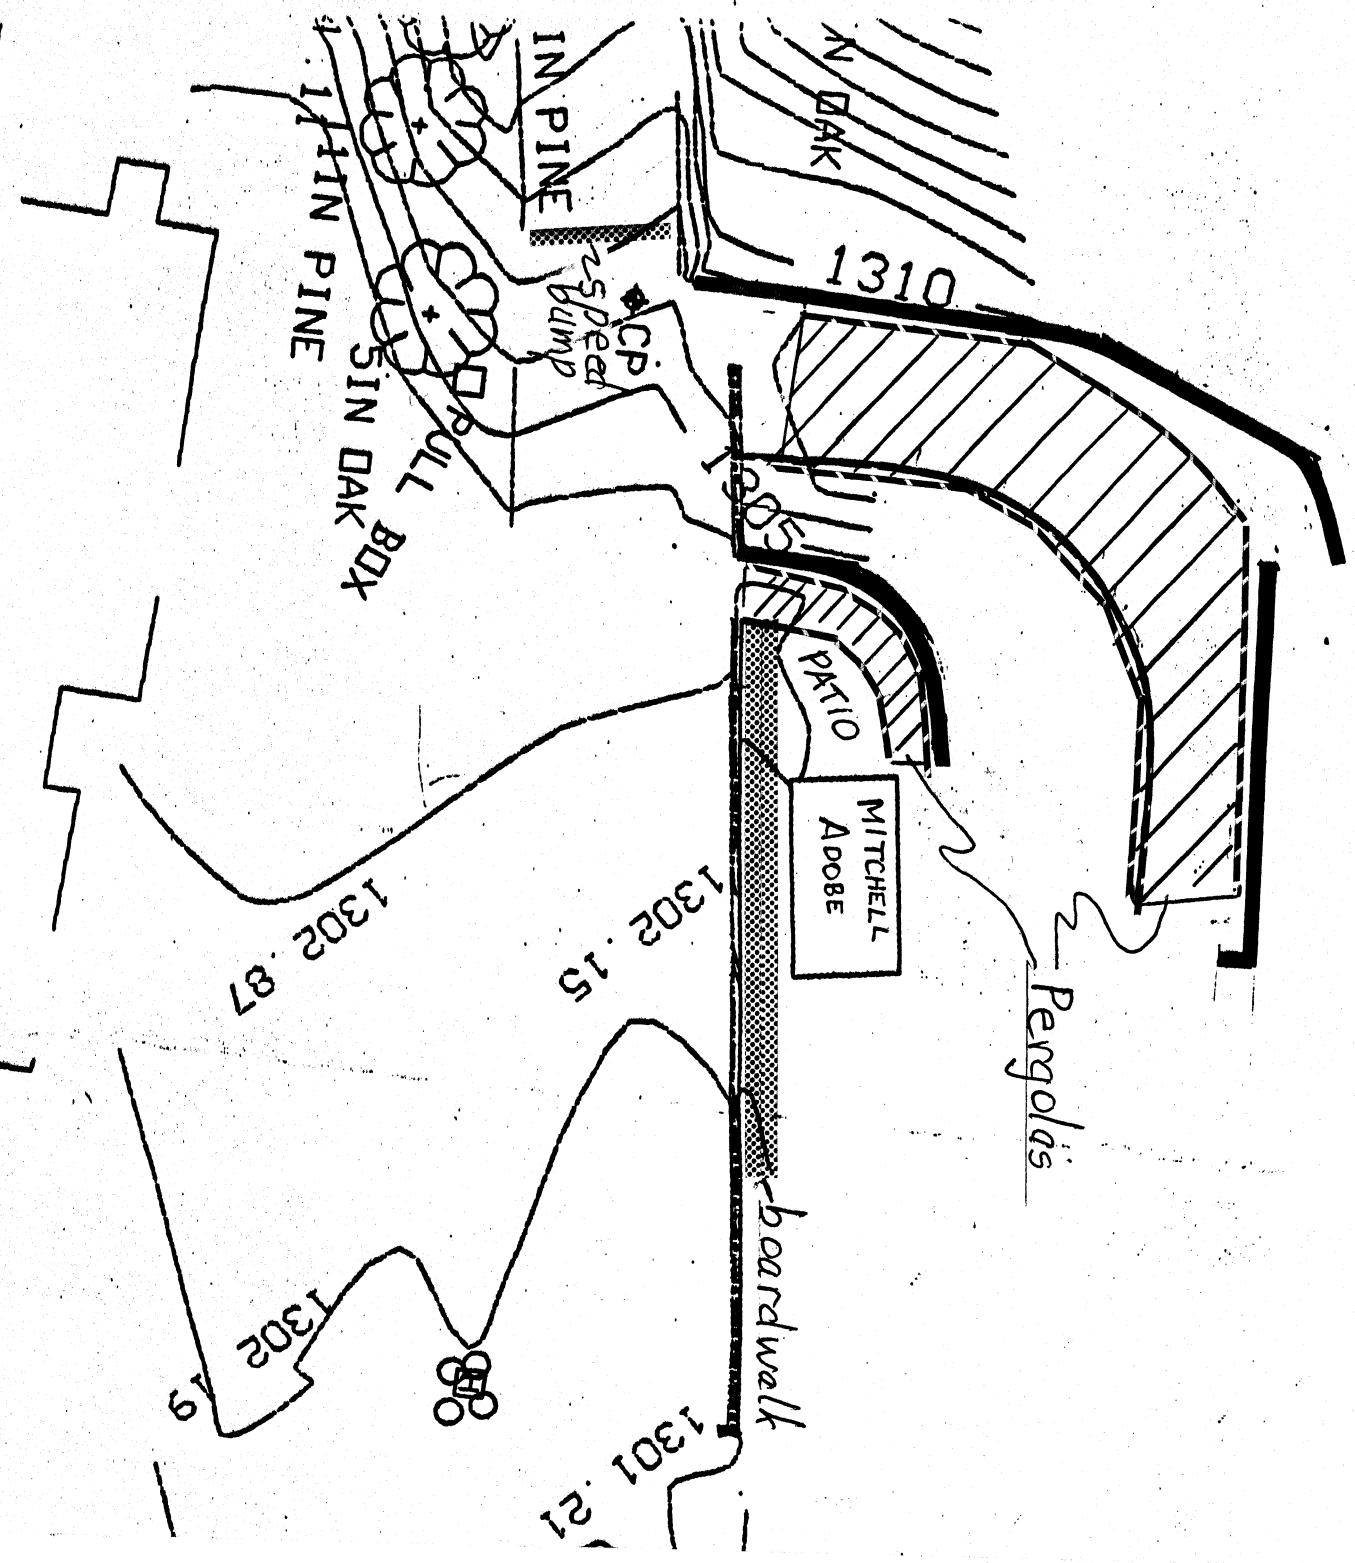 IN PINE
N OAK
11 11IN PINE
1310
speed
bump
CP
5IN OAK
PULL BOX
1305
PATIO
MITCHELL
ADOBE
Pergolas
1302.87
1302.15
boardwalk
1302
19
1301.21